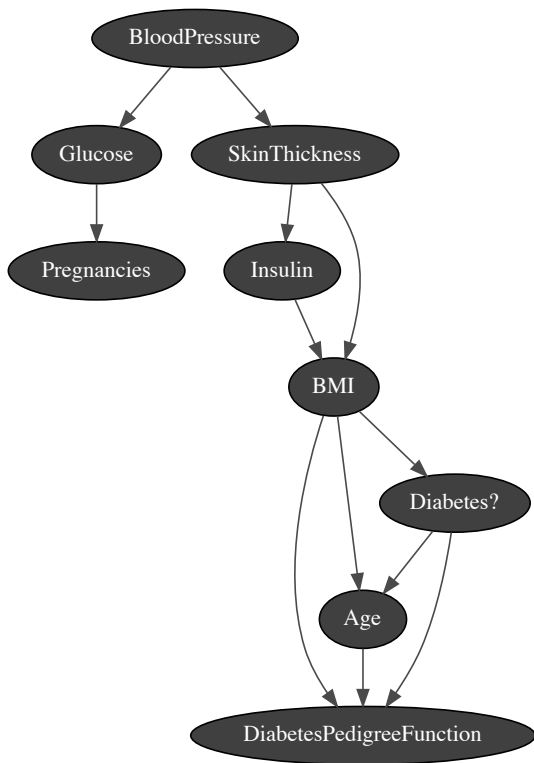 BloodPressure
Glucose
SkinThickness
Pregnancies
Insulin
BMI
Diabetes?
Age
DiabetesPedigreeFunction